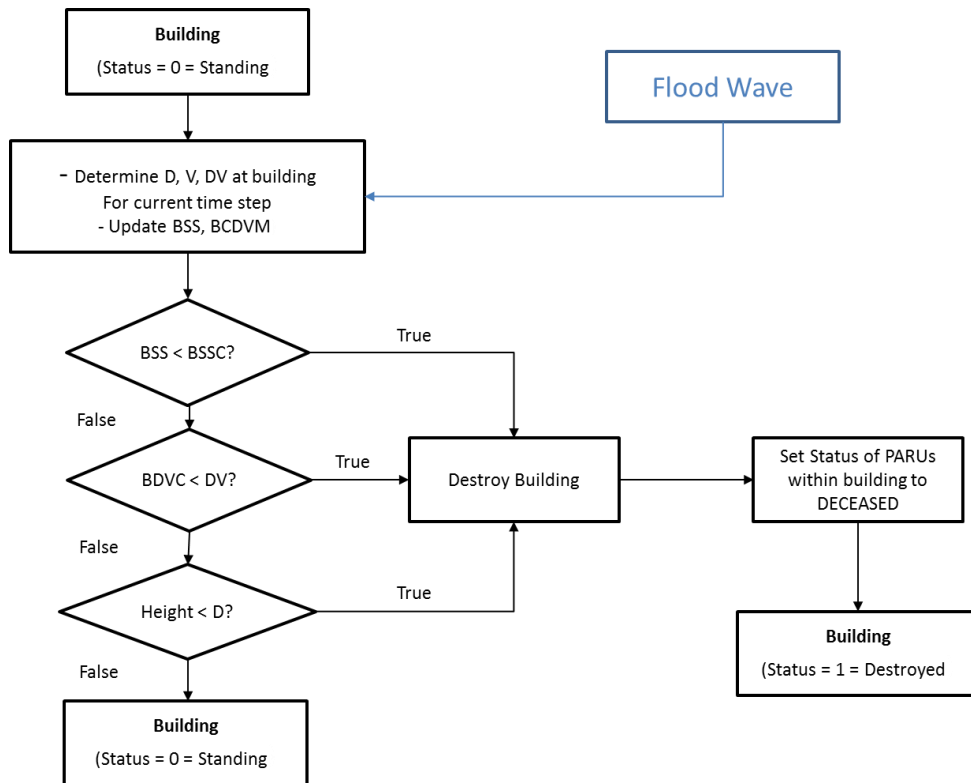 Building
(Status = 0 = Standing
Flood Wave
- Determine D, V, DV at building
For current time step
- Update BSS, BCDVM
BSS < BSSC?
True
False
BDVC < DV?
True
Destroy Building
Set Status of PARUs
within building to
DECEASED
False
Height < D?
True
False
Building
(Status = 1 = Destroyed
Building
(Status = 0 = Standing